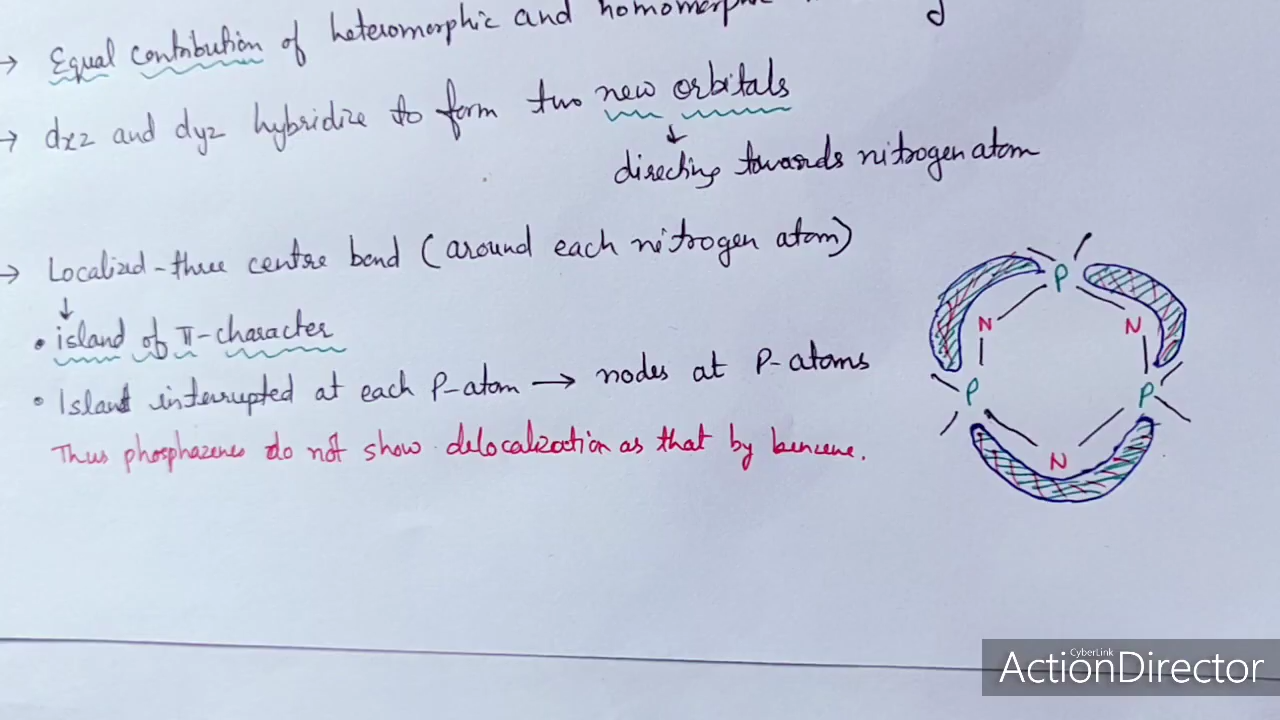 → Equal contribution of heteromorphic and homomorphic
→ dxz and dyz hybridize to form two new orbitals
↓
directing towards nitrogen atom
→ Localized-three centre bond (around each nitrogen atom)
↓
• island of π-character
• Island interrupted at each P-atom → nodes at P-atoms
Thus phosphazenes do not show delocalization as that by benzene.
P
N N
P P
N
CyberLink
ActionDirector